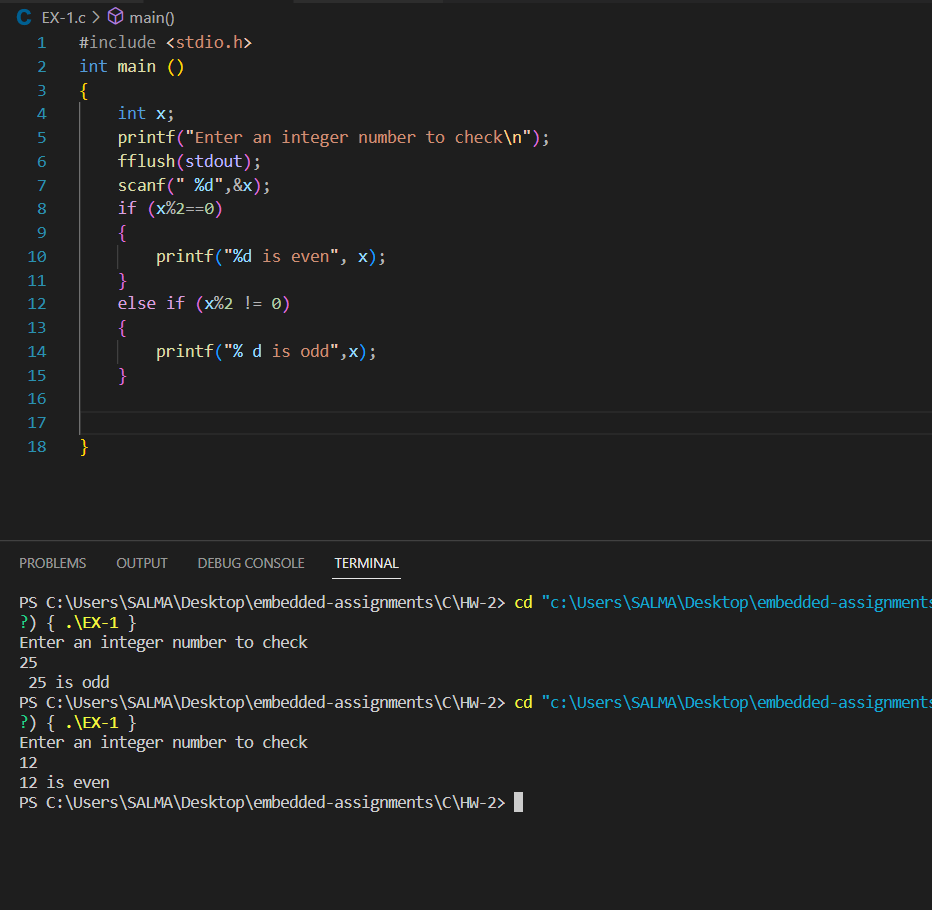 C EX-1.c > main()
1 #include <stdio.h>
2 int main ()
3 {
4     int x;
5     printf("Enter an integer number to check\n");
6     fflush(stdout);
7     scanf(" %d",&x);
8     if (x%2==0)
9     {
10         printf("%d is even", x);
11     }
12     else if (x%2 != 0)
13     {
14         printf("% d is odd",x);
15     }
16
17
18 }
PROBLEMS OUTPUT DEBUG CONSOLE TERMINAL
PS C:\Users\SALMA\Desktop\embedded-assignments\C\HW-2> cd "c:\Users\SALMA\Desktop\embedded-assignments
?) { .\EX-1 }
Enter an integer number to check
25
 25 is odd
PS C:\Users\SALMA\Desktop\embedded-assignments\C\HW-2> cd "c:\Users\SALMA\Desktop\embedded-assignments
?) { .\EX-1 }
Enter an integer number to check
12
12 is even
PS C:\Users\SALMA\Desktop\embedded-assignments\C\HW-2>